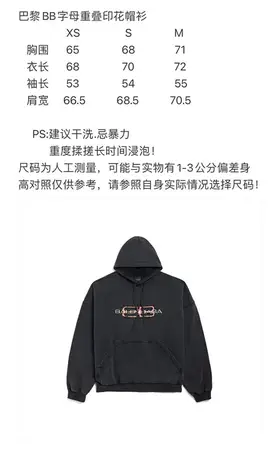 巴黎BB字母重叠印花帽衫
XS S M
胸围 65 68 71
衣长 68 70 72
袖长 53 54 55
肩宽 66.5 68.5 70.5
PS:建议干洗.忌暴力
重度揉搓长时间浸泡!
尺码为人工测量，可能与实物有1-3公分偏差身
高对照仅供参考，请参照自身实际情况选择尺码!